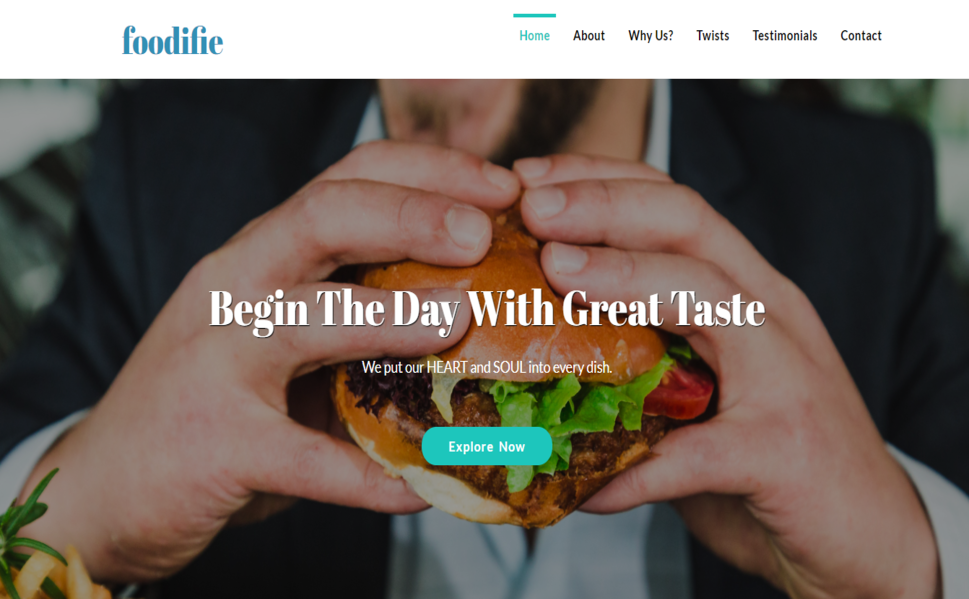 foodifie
Home About Why Us? Twists Testimonials Contact
Begin The Day With Great Taste
We put our HEART and SOUL into every dish.
Explore Now